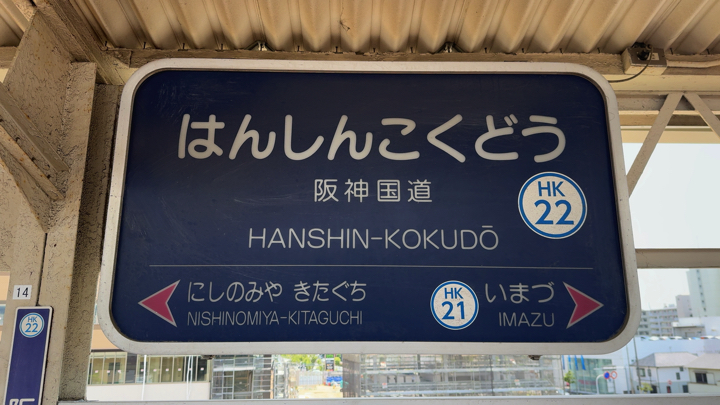 はんしんこくどう
阪神国道
HK
22
HANSHIN-KOKUDŌ
にしのみや きたぐち
NISHINOMIYA-KITAGUCHI
HK
21
いまづ
IMAZU
14
HK
22